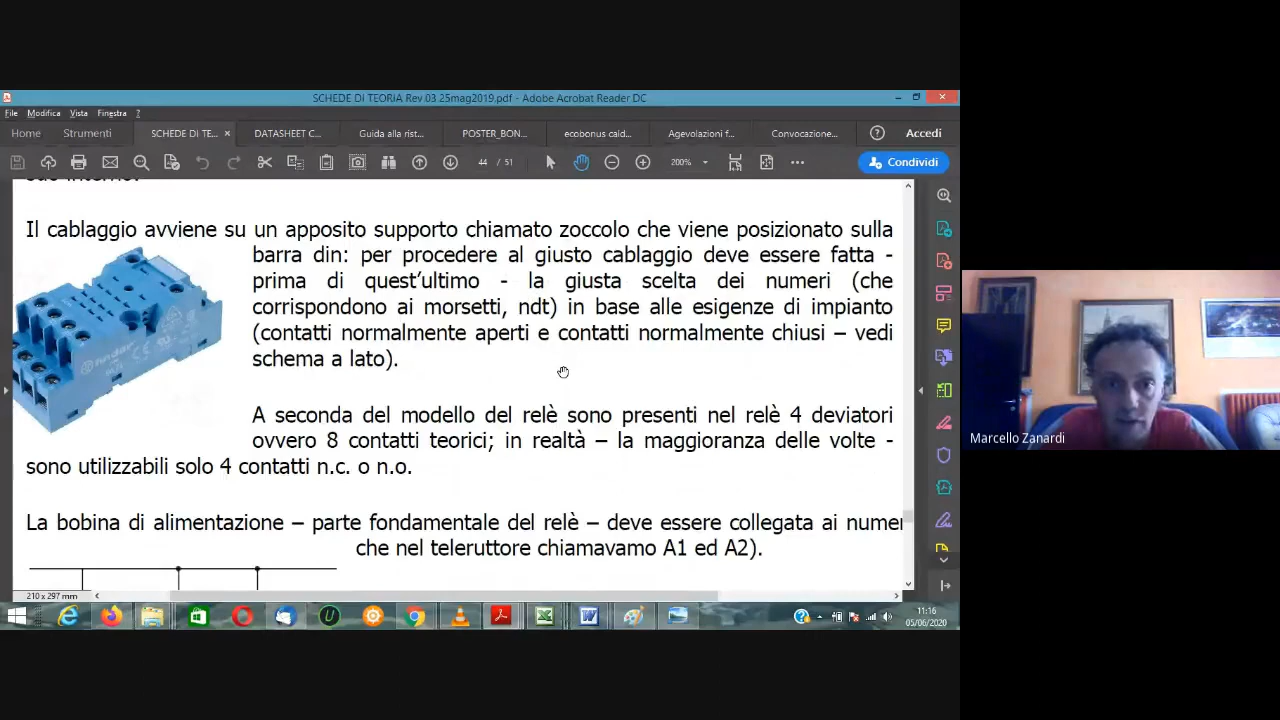 SCHEDE DI TEORIA Rev 03 25mag2019.pdf - Adobe Acrobat Reader DC
File Modifica Vista Finestra ?
Home Strumenti SCHEDE DI TE... × DATASHEET C... Guida alla rist... POSTER_BON... ecobonus cald... Agevolazioni f... Convocazione... Accedi
44 / 51 200% Condividi
suo interno.
Il cablaggio avviene su un apposito supporto chiamato zoccolo che viene posizionato sulla
barra din: per procedere al giusto cablaggio deve essere fatta -
prima di quest'ultimo - la giusta scelta dei numeri (che
corrispondono ai morsetti, ndt) in base alle esigenze di impianto
(contatti normalmente aperti e contatti normalmente chiusi – vedi
schema a lato).
finder
A seconda del modello del relè sono presenti nel relè 4 deviatori
ovvero 8 contatti teorici; in realtà – la maggioranza delle volte -
sono utilizzabili solo 4 contatti n.c. o n.o.
La bobina di alimentazione – parte fondamentale del relè – deve essere collegata ai numer
che nel teleruttore chiamavamo A1 ed A2).
210 x 297 mm
11:16
05/06/2020
Marcello Zanardi